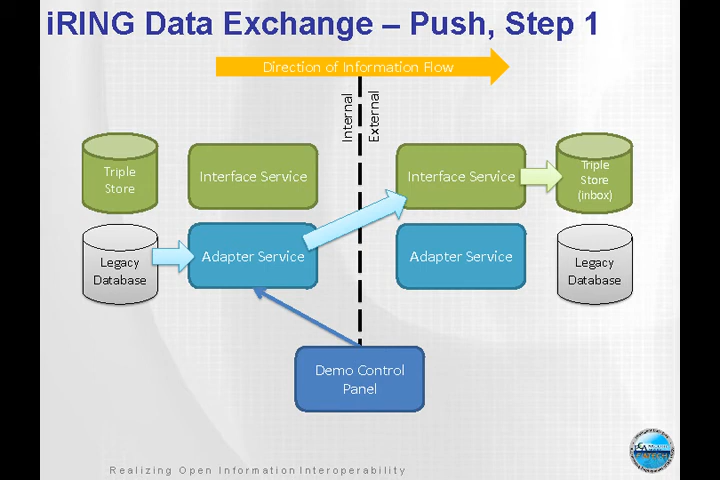 iRING Data Exchange – Push, Step 1
Direction of Information Flow
Internal
External
Triple
Store
Interface Service
Interface Service
Triple
Store
(inbox)
Legacy
Database
Adapter Service
Adapter Service
Legacy
Database
Demo Control
Panel
Realizing Open Information Interoperability